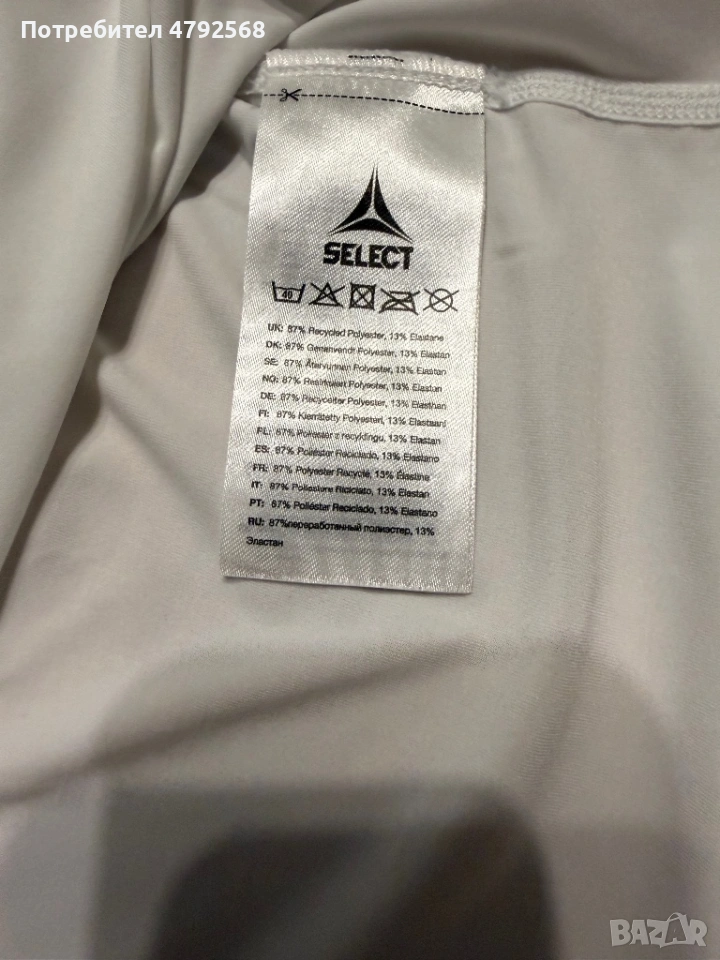 Потребител 4792568
SELECT
40
UK: 87% Recycled Polyester, 13% Elastane
DK: 87% Genanvendt Polyester, 13% Elastan
SE: 87% Återvunnen Polyester, 13% Elastan
NO: 87% Resirkulert Polyester, 13% Elastan
DE: 87% Recycelter Polyester, 13% Elasthan
FI: 87% Kierrätetty Polyesteri, 13% Elastaani
PL: 87% Poliester z recyklingu, 13% Elastan
ES: 87% Poliéster Reciclado, 13% Elastano
FR: 87% Polyester Recyclé, 13% Élastine
IT: 87% Poliestere Riciclato, 13% Elastan
PT: 87% Poliéster Reciclado, 13% Elastano
RU: 87%переработанный полиэстер, 13%
Эластан
BAZAR